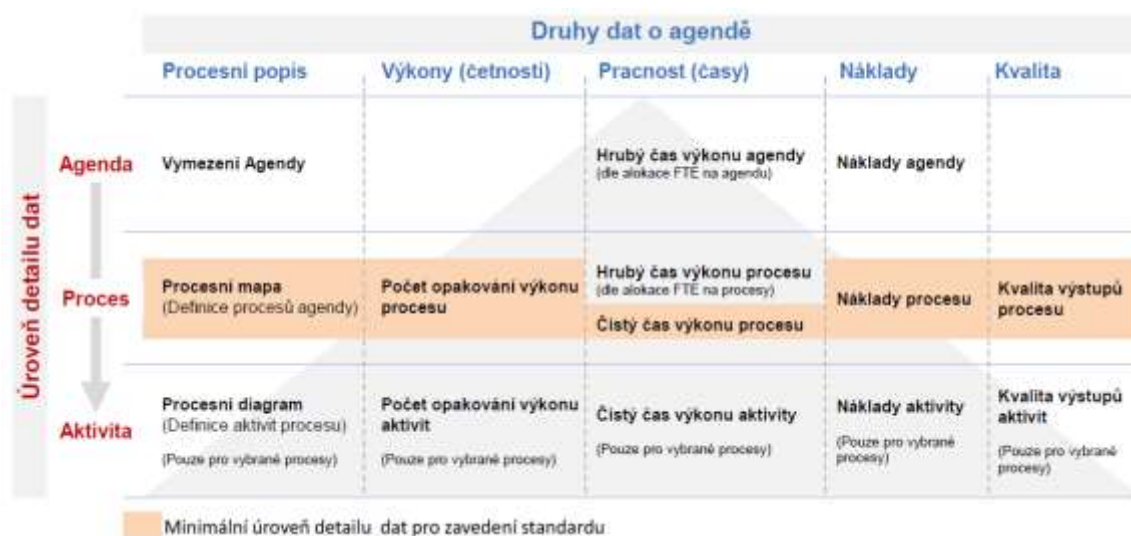 Druhy dat o agendě
Procesní popis
Výkony (četnosti)
Pracnost (časy)
Náklady
Kvalita
Úroveň detailu dat
Agenda
Vymezení Agendy
Hrubý čas výkonu agendy
(dle alokace FTE na agendu)
Náklady agendy
Proces
Procesní mapa
(Definice procesů agendy)
Počet opakování výkonu
procesu
Hrubý čas výkonu procesu
(dle alokace FTE na procesy)
Čistý čas výkonu procesu
Náklady procesu
Kvalita výstupů
procesu
Aktivita
Procesní diagram
(Definice aktivit procesu)
(Pouze pro vybrané procesy)
Počet opakování výkonu
aktivit
(Pouze pro vybrané procesy)
Čistý čas výkonu aktivity
(Pouze pro vybrané procesy)
Náklady aktivity
(Pouze pro vybrané
procesy)
Kvalita výstupů
aktivit
(Pouze pro vybrané
procesy)
Minimální úroveň detailu dat pro zavedení standardu